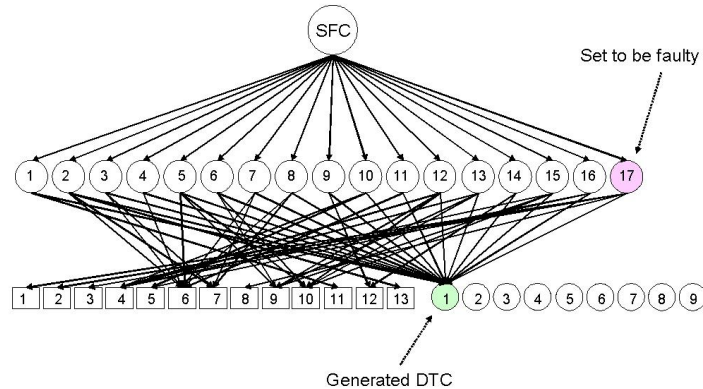 SFC
Set to be faulty
1 2 3 4 5 6 7 8 9 10 11 12 13 14 15 16 17
1 2 3 4 5 6 7 8 9 10 11 12 13 1 2 3 4 5 6 7 8 9
Generated DTC